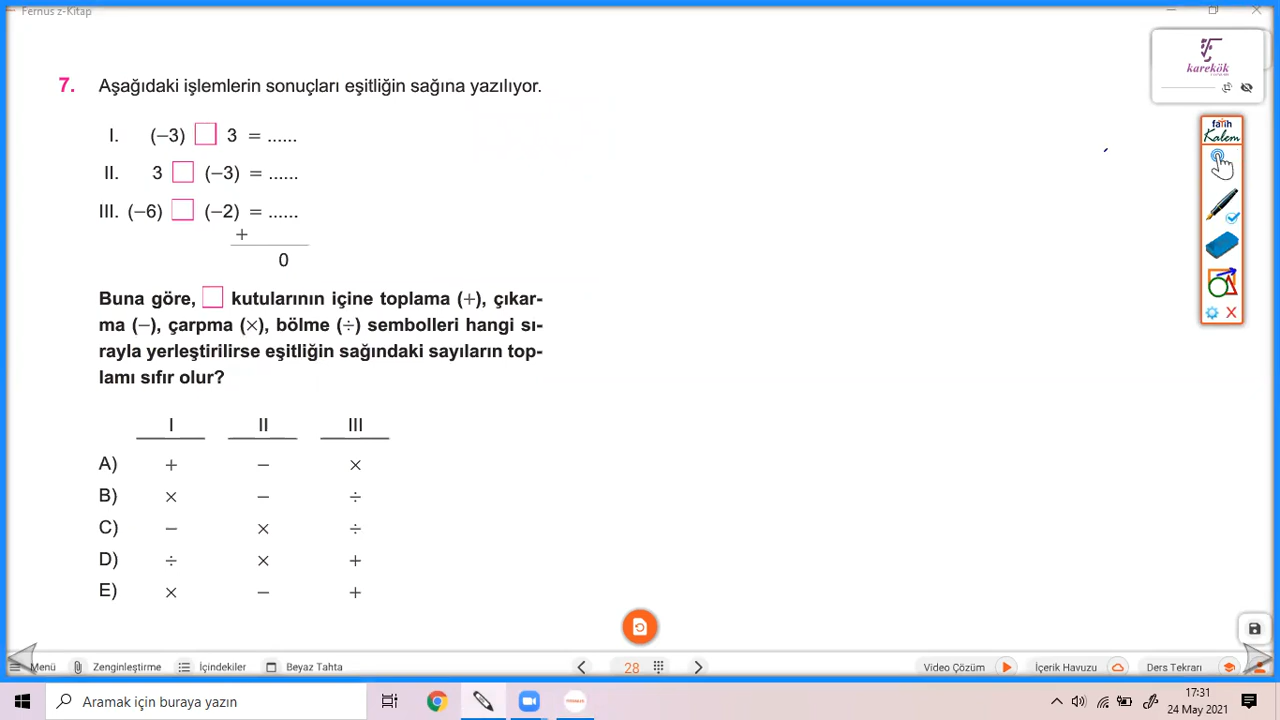 Fernus z-Kitap
karekök
7. Aşağıdaki işlemlerin sonuçları eşitliğin sağına yazılıyor.
I. (−3) □ 3 = ......
II. 3 □ (−3) = ......
III. (−6) □ (−2) = ......
+
0
Buna göre, □ kutularının içine toplama (+), çıkar-
ma (−), çarpma (×), bölme (÷) sembolleri hangi sı-
rayla yerleştirilirse eşitliğin sağındaki sayıların top-
lamı sıfır olur?
I II III
A) + − ×
B) × − ÷
C) − × ÷
D) ÷ × +
E) × − +
fatih
Kalem
Menü Zenginleştirme İçindekiler Beyaz Tahta 28 Video Çözüm İçerik Havuzu Ders Tekrarı
Aramak için buraya yazın
17:31
24 May 2021